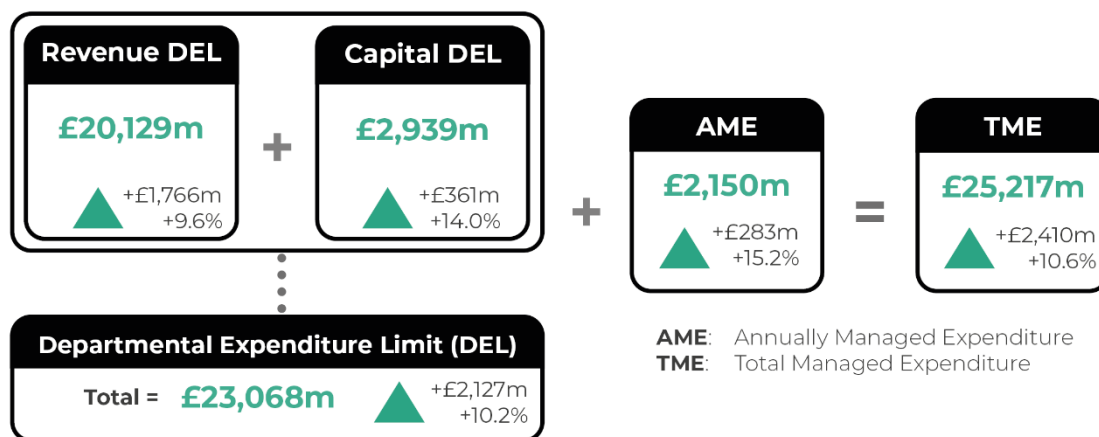 Revenue DEL
£20,129m
+£1,766m
+9.6%
+
Capital DEL
£2,939m
+£361m
+14.0%
+
AME
£2,150m
+£283m
+15.2%
=
TME
£25,217m
+£2,410m
+10.6%
Departmental Expenditure Limit (DEL)
Total = £23,068m
+£2,127m
+10.2%
AME: Annually Managed Expenditure
TME: Total Managed Expenditure